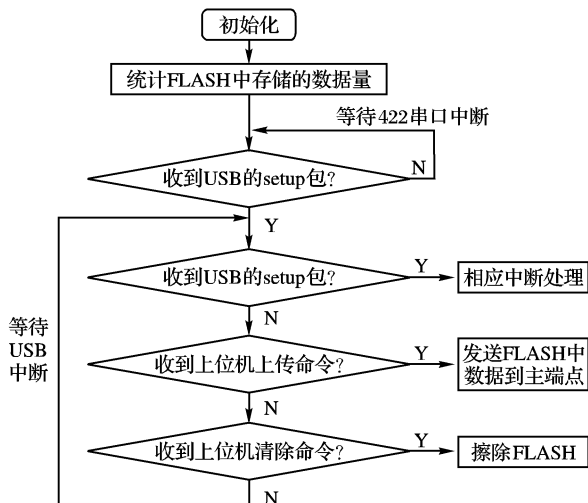 初始化
统计FLASH中存储的数据量
等待422串口中断
收到USB的setup包?
N
Y
收到USB的setup包?
Y
相应中断处理
N
等待
USB
中断
收到上位机上传命令?
Y
发送FLASH中
数据到主端点
N
收到上位机清除命令?
Y
擦除FLASH
N